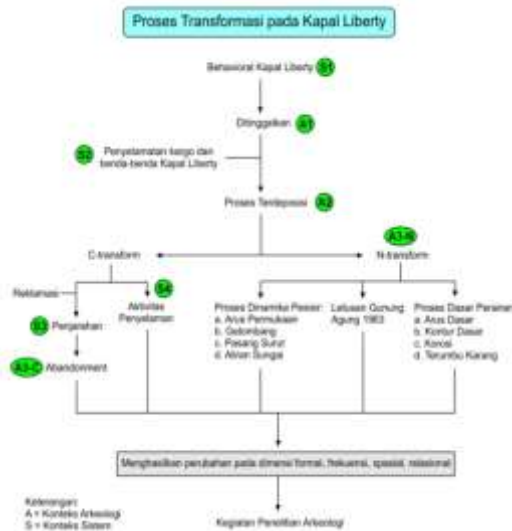 Proses Transformasi pada Kapal Liberty
Behavioral Kapal Liberty S1
Ditinggalkan A1
S2 Penyelamatan kargo dan
benda-benda Kapal Liberty
Proses Terdeposisi A2
C-transform
A3-N
N-transform
Reklamasi
S3 Penjarahan
A3-C Abandonment
S4
Aktivitas
Penyelaman
Proses Dinamika Pesisir:
a. Arus Permukaan
b. Gelombang
c. Pasang Surut
d. Aliran Sungai
Letusan Gunung
Agung 1963
Proses Dasar Perairan
a. Arus Dasar
b. Kontur Dasar
c. Korosi
d. Terumbu Karang
Menghasilkan perubahan pada dimensi formal, frekuensi, spasial, relasional
Keterangan:
A = Konteks Arkeologi
S = Konteks Sistem
Kegiatan Penelitian Arkeologi